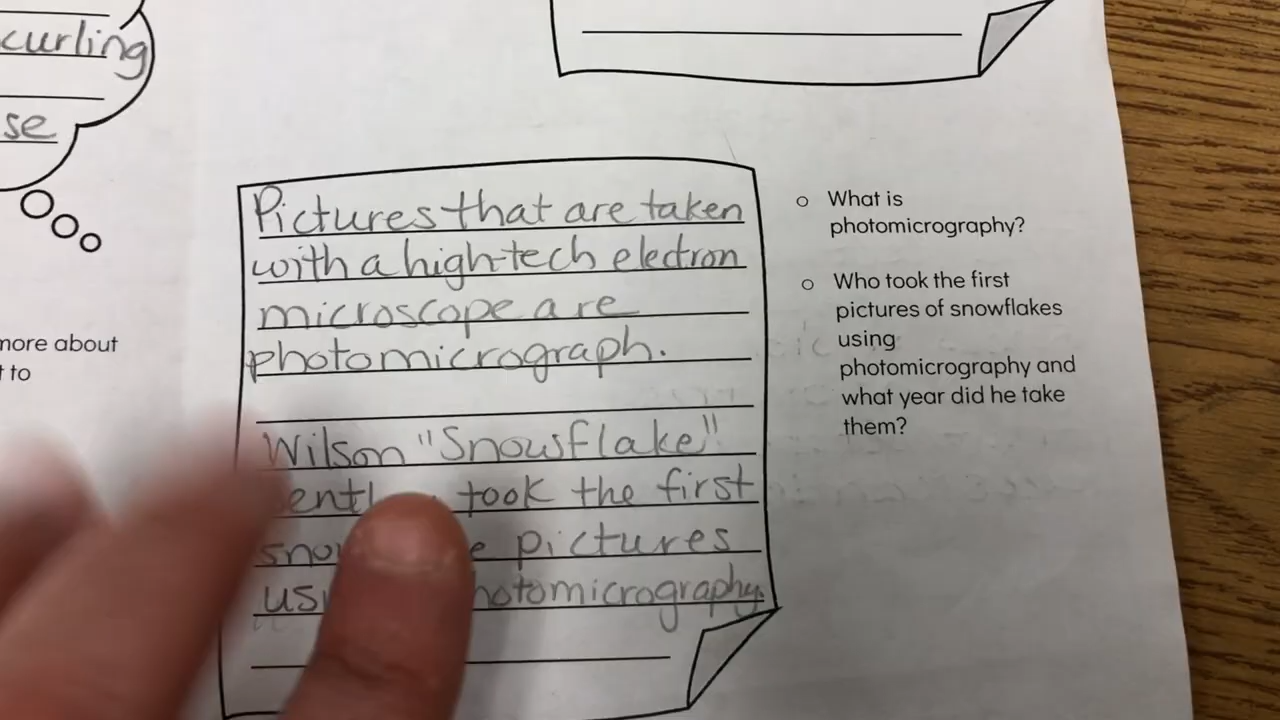 curling
se
more about
t to
Pictures that are taken
with a high-tech electron
microscope are
photomicrograph.
Wilson "Snowflake"
took the first
pictures
What is
photomicrography?
Who took the first
pictures of snowflakes
using
photomicrography and
what year did he take
them?